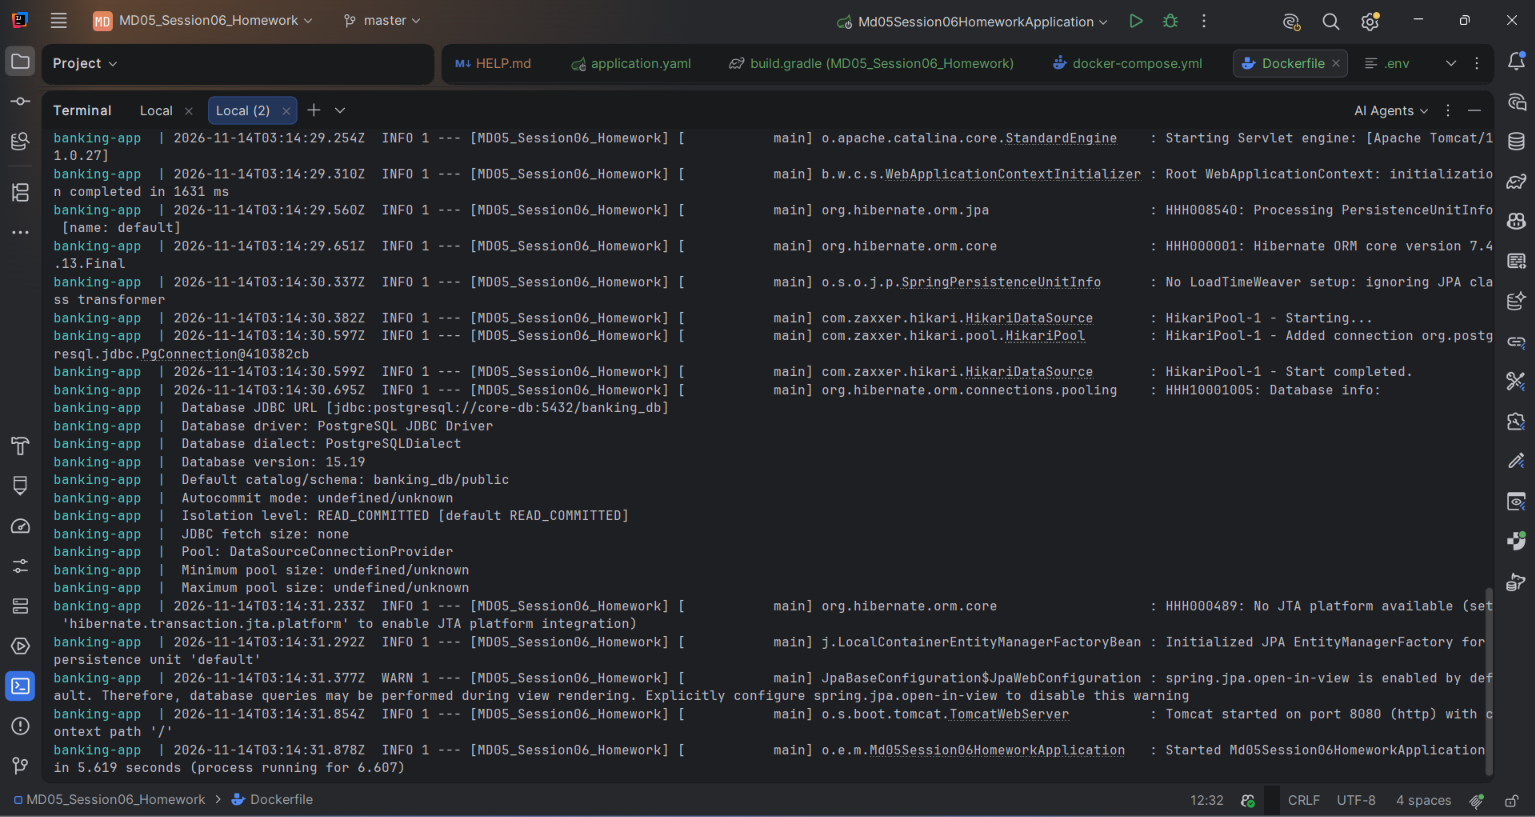 MD MD05_Session06_Homework master Md05Session06HomeworkApplication
Project HELP.md application.yaml build.gradle (MD05_Session06_Homework) docker-compose.yml Dockerfile .env
Terminal Local Local (2) AI Agents
banking-app | 2026-11-14T03:14:29.254Z INFO 1 --- [MD05_Session06_Homework] [ main] o.apache.catalina.core.StandardEngine : Starting Servlet engine: [Apache Tomcat/1
1.0.27]
banking-app | 2026-11-14T03:14:29.310Z INFO 1 --- [MD05_Session06_Homework] [ main] b.w.c.s.WebApplicationContextInitializer : Root WebApplicationContext: initializatio
n completed in 1631 ms
banking-app | 2026-11-14T03:14:29.560Z INFO 1 --- [MD05_Session06_Homework] [ main] org.hibernate.orm.jpa : HHH008540: Processing PersistenceUnitInfo
[name: default]
banking-app | 2026-11-14T03:14:29.651Z INFO 1 --- [MD05_Session06_Homework] [ main] org.hibernate.orm.core : HHH000001: Hibernate ORM core version 7.4
.13.Final
banking-app | 2026-11-14T03:14:30.337Z INFO 1 --- [MD05_Session06_Homework] [ main] o.s.o.j.p.SpringPersistenceUnitInfo : No LoadTimeWeaver setup: ignoring JPA cla
ss transformer
banking-app | 2026-11-14T03:14:30.382Z INFO 1 --- [MD05_Session06_Homework] [ main] com.zaxxer.hikari.HikariDataSource : HikariPool-1 - Starting...
banking-app | 2026-11-14T03:14:30.597Z INFO 1 --- [MD05_Session06_Homework] [ main] com.zaxxer.hikari.pool.HikariPool : HikariPool-1 - Added connection org.postg
resql.jdbc.PgConnection@410382cb
banking-app | 2026-11-14T03:14:30.599Z INFO 1 --- [MD05_Session06_Homework] [ main] com.zaxxer.hikari.HikariDataSource : HikariPool-1 - Start completed.
banking-app | 2026-11-14T03:14:30.695Z INFO 1 --- [MD05_Session06_Homework] [ main] org.hibernate.orm.connections.pooling : HHH10001005: Database info:
banking-app | Database JDBC URL [jdbc:postgresql://core-db:5432/banking_db]
banking-app | Database driver: PostgreSQL JDBC Driver
banking-app | Database dialect: PostgreSQLDialect
banking-app | Database version: 15.19
banking-app | Default catalog/schema: banking_db/public
banking-app | Autocommit mode: undefined/unknown
banking-app | Isolation level: READ_COMMITTED [default READ_COMMITTED]
banking-app | JDBC fetch size: none
banking-app | Pool: DataSourceConnectionProvider
banking-app | Minimum pool size: undefined/unknown
banking-app | Maximum pool size: undefined/unknown
banking-app | 2026-11-14T03:14:31.233Z INFO 1 --- [MD05_Session06_Homework] [ main] org.hibernate.orm.core : HHH000489: No JTA platform available (set
'hibernate.transaction.jta.platform' to enable JTA platform integration)
banking-app | 2026-11-14T03:14:31.292Z INFO 1 --- [MD05_Session06_Homework] [ main] j.LocalContainerEntityManagerFactoryBean : Initialized JPA EntityManagerFactory for
persistence unit 'default'
banking-app | 2026-11-14T03:14:31.377Z WARN 1 --- [MD05_Session06_Homework] [ main] JpaBaseConfiguration$JpaWebConfiguration : spring.jpa.open-in-view is enabled by def
ault. Therefore, database queries may be performed during view rendering. Explicitly configure spring.jpa.open-in-view to disable this warning
banking-app | 2026-11-14T03:14:31.854Z INFO 1 --- [MD05_Session06_Homework] [ main] o.s.boot.tomcat.TomcatWebServer : Tomcat started on port 8080 (http) with c
ontext path '/'
banking-app | 2026-11-14T03:14:31.878Z INFO 1 --- [MD05_Session06_Homework] [ main] o.e.m.Md05Session06HomeworkApplication : Started Md05Session06HomeworkApplication
in 5.619 seconds (process running for 6.607)
MD05_Session06_Homework > Dockerfile 12:32 CRLF UTF-8 4 spaces